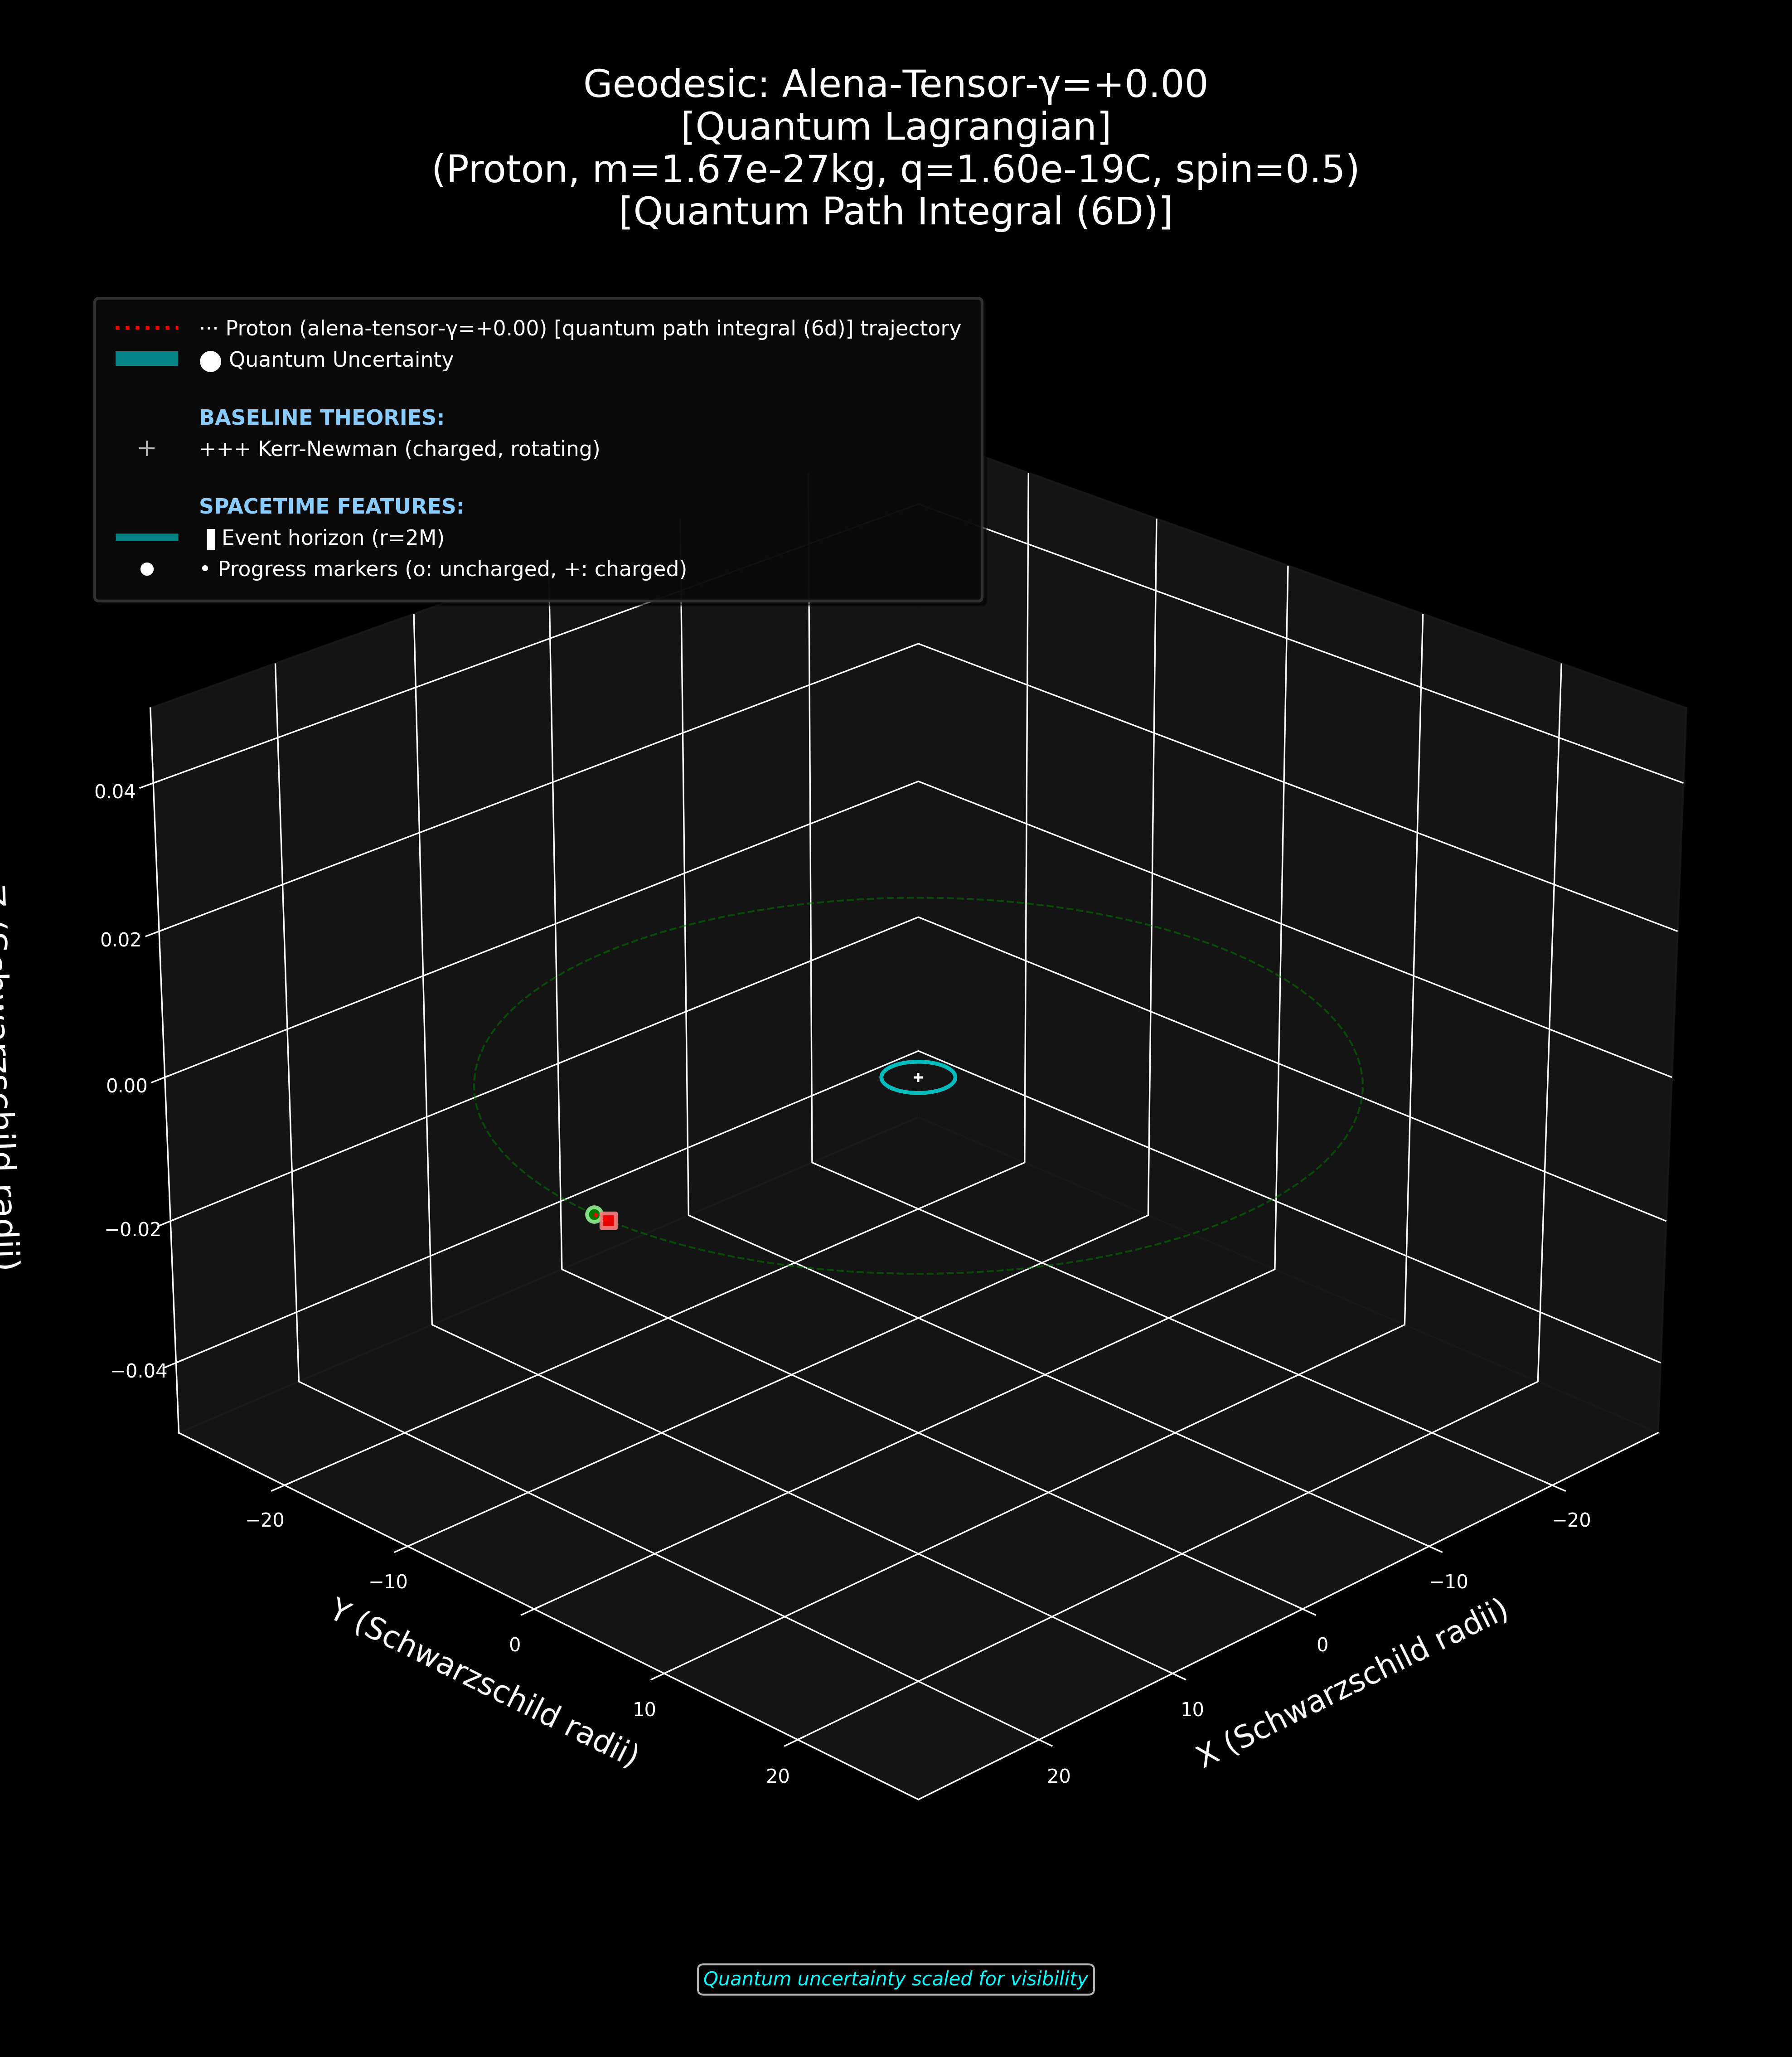 Geodesic: Alena-Tensor-γ=+0.00
[Quantum Lagrangian]
(Proton, m=1.67e-27kg, q=1.60e-19C, spin=0.5)
[Quantum Path Integral (6D)]
··· Proton (alena-tensor-γ=+0.00) [quantum path integral (6d)] trajectory
● Quantum Uncertainty
BASELINE THEORIES:
+++ Kerr-Newman (charged, rotating)
SPACETIME FEATURES:
▮ Event horizon (r=2M)
• Progress markers (o: uncharged, +: charged)
0.04
0.02
0.00
−0.02
−0.04
−20
−10
0
10
20
Y (Schwarzschild radii)
−20
−10
0
10
20
X (Schwarzschild radii)
Quantum uncertainty scaled for visibility